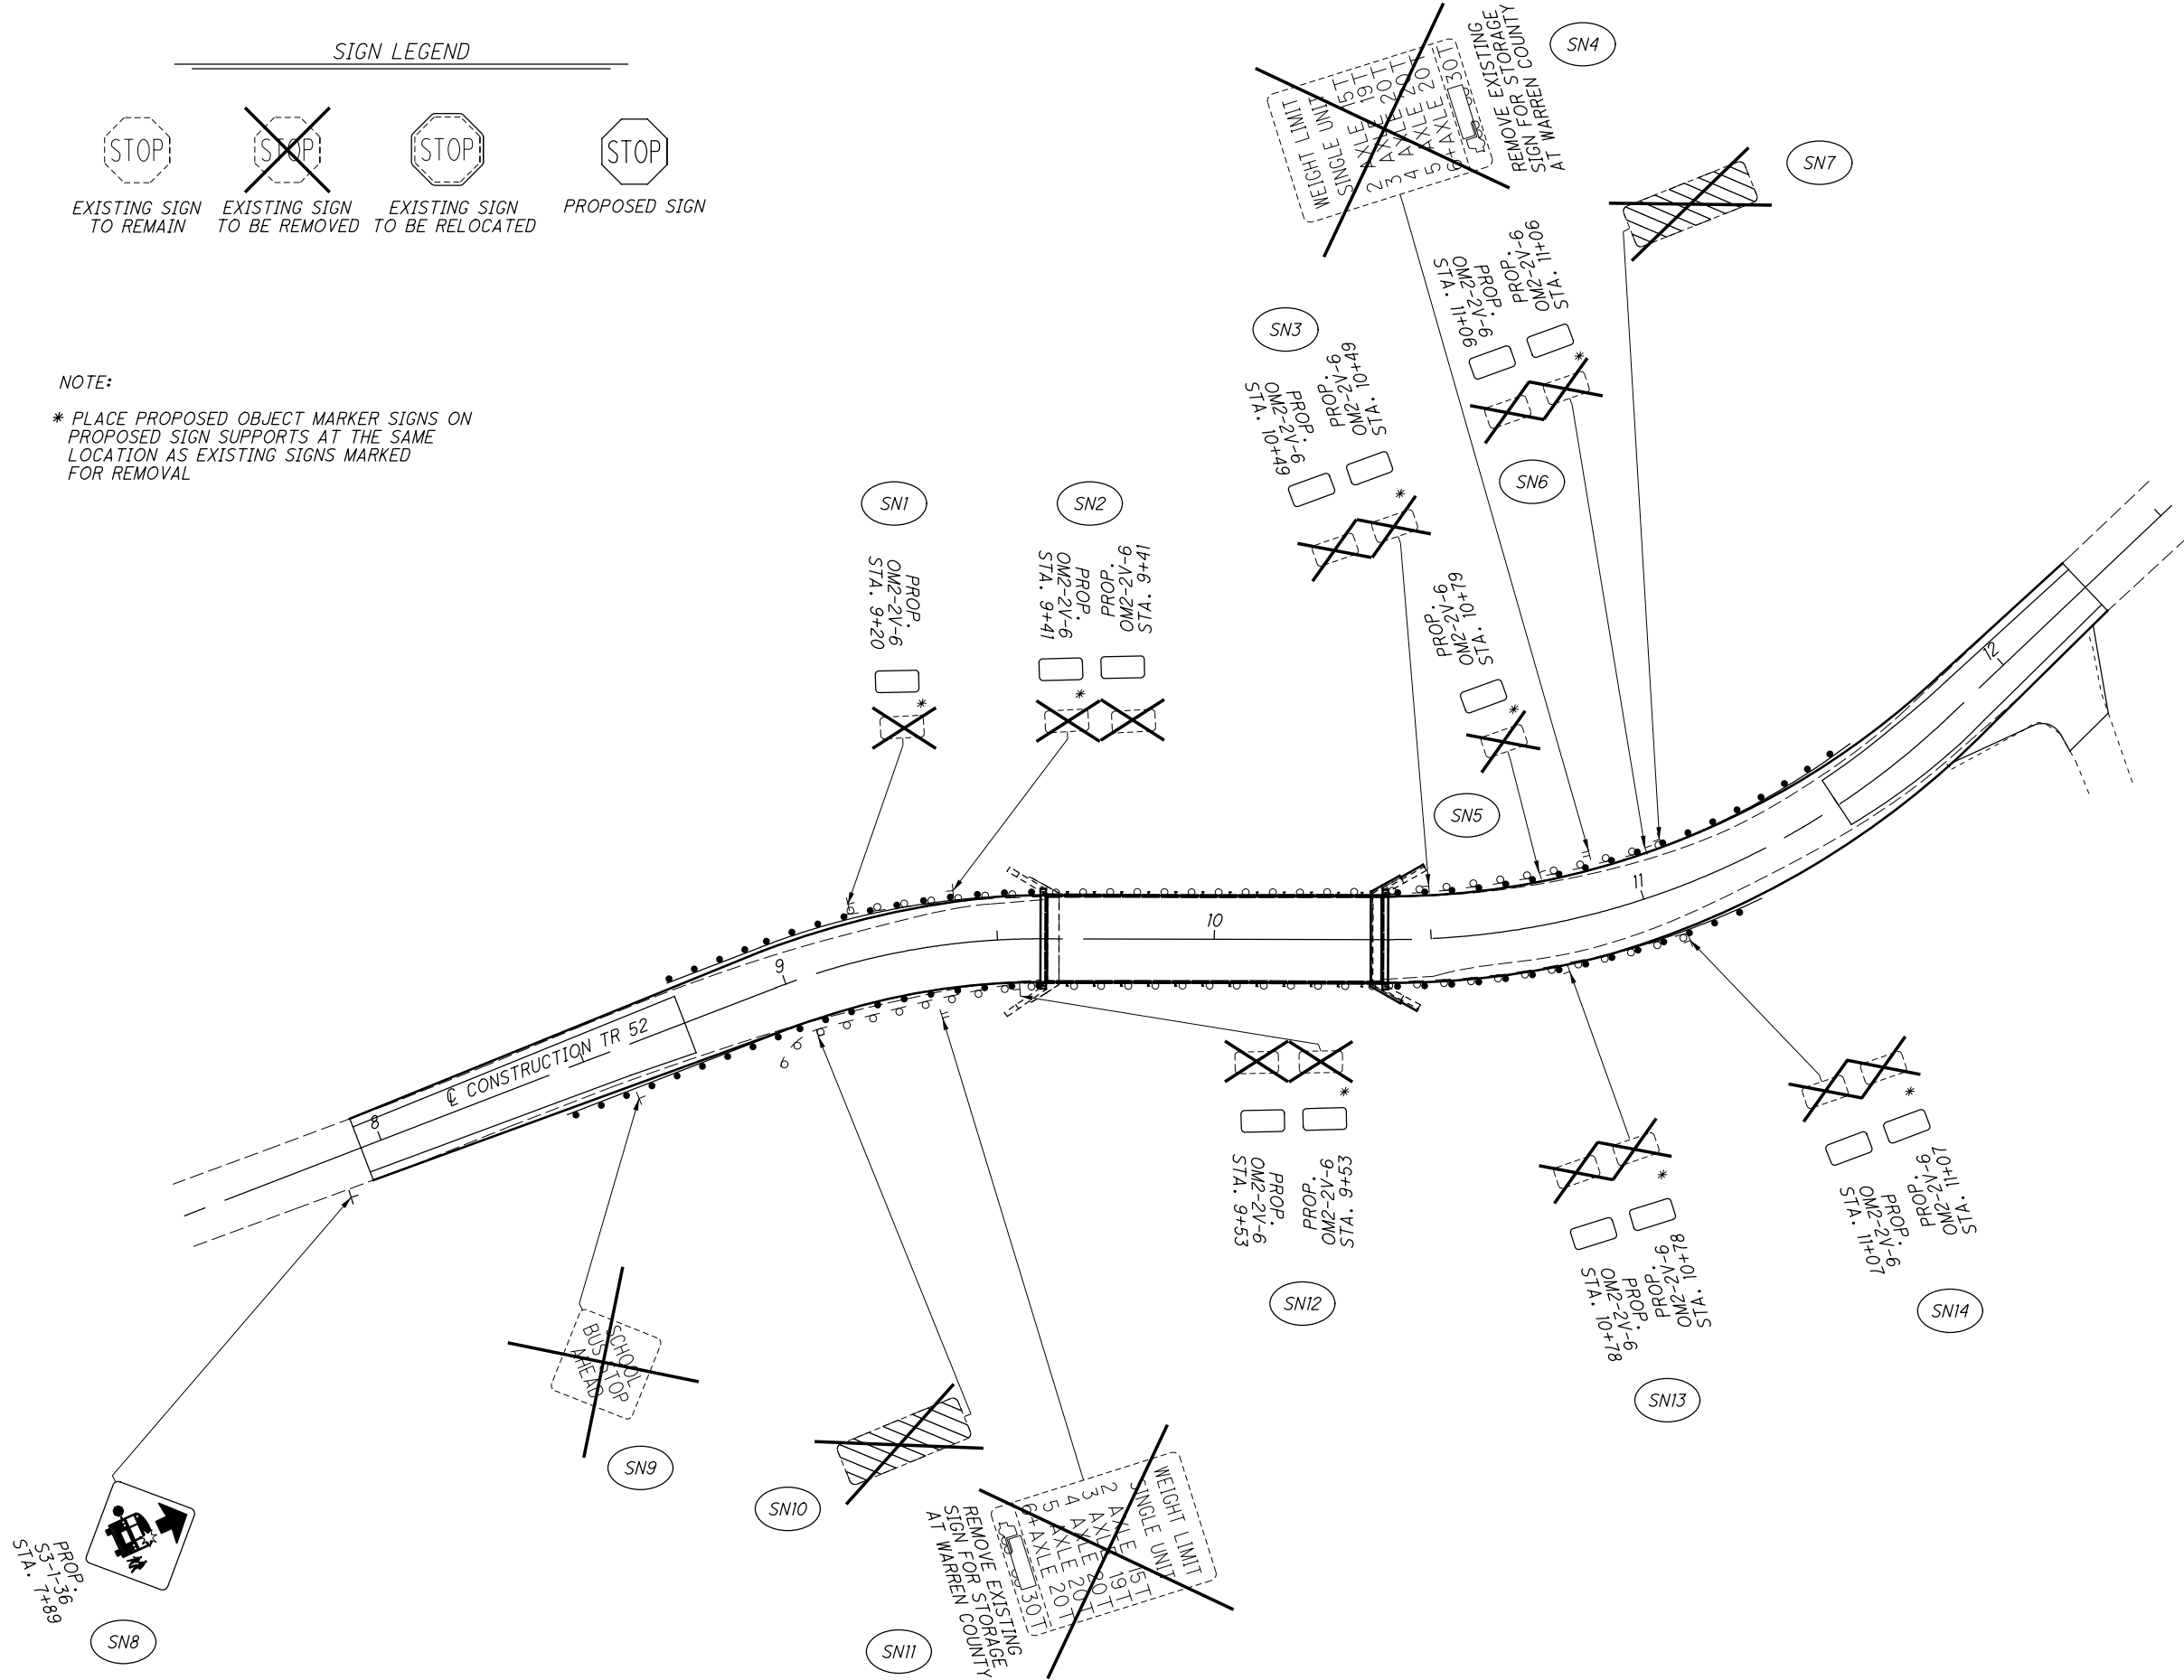 SIGN LEGEND
STOP
STOP
STOP
STOP
EXISTING SIGN
TO REMAIN
EXISTING SIGN
TO BE REMOVED
EXISTING SIGN
TO BE RELOCATED
PROPOSED SIGN
NOTE:
* PLACE PROPOSED OBJECT MARKER SIGNS ON
PROPOSED SIGN SUPPORTS AT THE SAME
LOCATION AS EXISTING SIGNS MARKED
FOR REMOVAL
SN4
WEIGHT LIMIT
SINGLE UNIT
2 AXLE 15T
3 AXLE 19T
4 AXLE 20T
5 AXLE 20T
6+AXLE 20T
30T
REMOVE EXISTING
SIGN FOR STORAGE
AT WARREN COUNTY
SN7
PROP.
OM2-2V-6
STA. 11+06
PROP.
OM2-2V-6
STA. 11+06
*
SN6
SN3
PROP.
OM2-2V-6
STA. 10+49
PROP.
OM2-2V-6
STA. 10+49
*
SN1
PROP.
OM2-2V-6
STA. 9+20
*
SN2
PROP.
OM2-2V-6
STA. 9+41
PROP.
OM2-2V-6
STA. 9+41
*
PROP.
OM2-2V-6
STA. 10+79
*
SN5
8
℄ CONSTRUCTION TR 52
9
10
11
12
PROP.
S3-1-36
STA. 7+89
SN8
SCHOOL
BUS STOP
AHEAD
SN9
SN10
WEIGHT LIMIT
SINGLE UNIT
2 AXLE 15T
3 AXLE 19T
4 AXLE 20T
5 AXLE 20T
6+AXLE 20T
30T
REMOVE EXISTING
SIGN FOR STORAGE
AT WARREN COUNTY
SN11
*
PROP.
OM2-2V-6
STA. 9+53
PROP.
OM2-2V-6
STA. 9+53
SN12
*
PROP.
OM2-2V-6
STA. 10+78
PROP.
OM2-2V-6
STA. 10+78
SN13
*
PROP.
OM2-2V-6
STA. 11+07
PROP.
OM2-2V-6
STA. 11+07
SN14